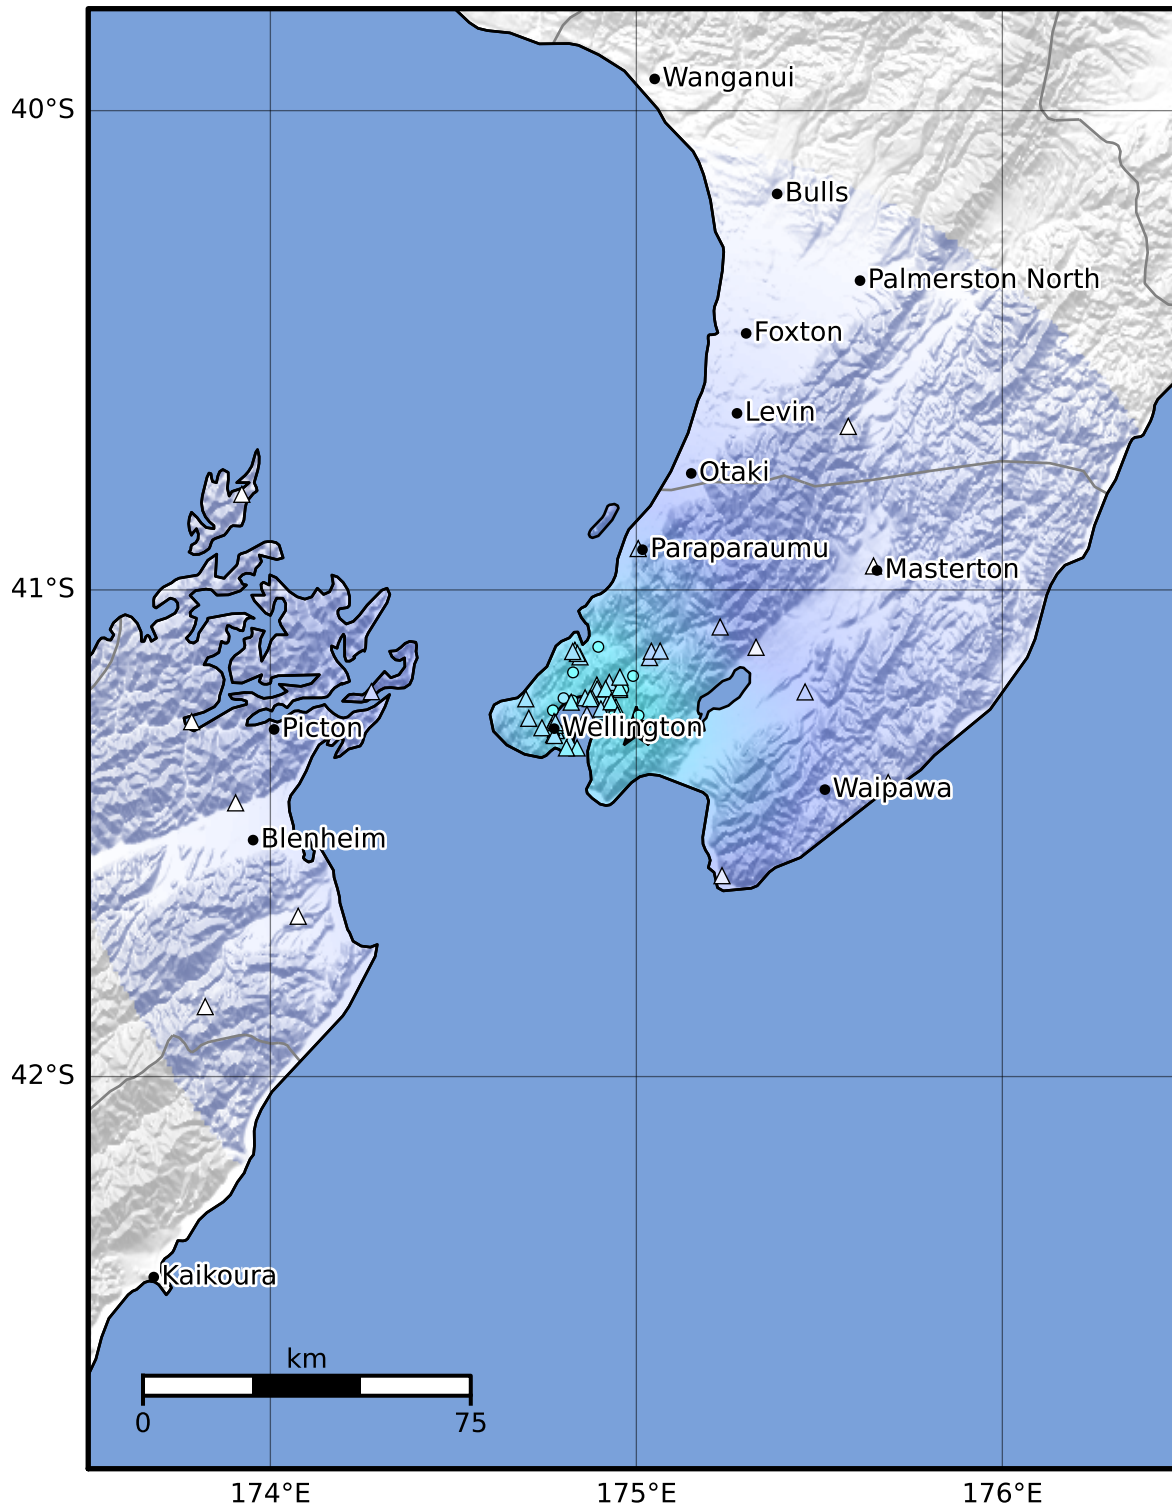 Wanganui
40°S
Bulls
Palmerston North
Foxton
Levin
Otaki
Paraparaumu
Masterton
41°S
Wellington
Picton
Waipawa
Blenheim
42°S
Kaikoura
km
0 75
174°E 175°E 176°E